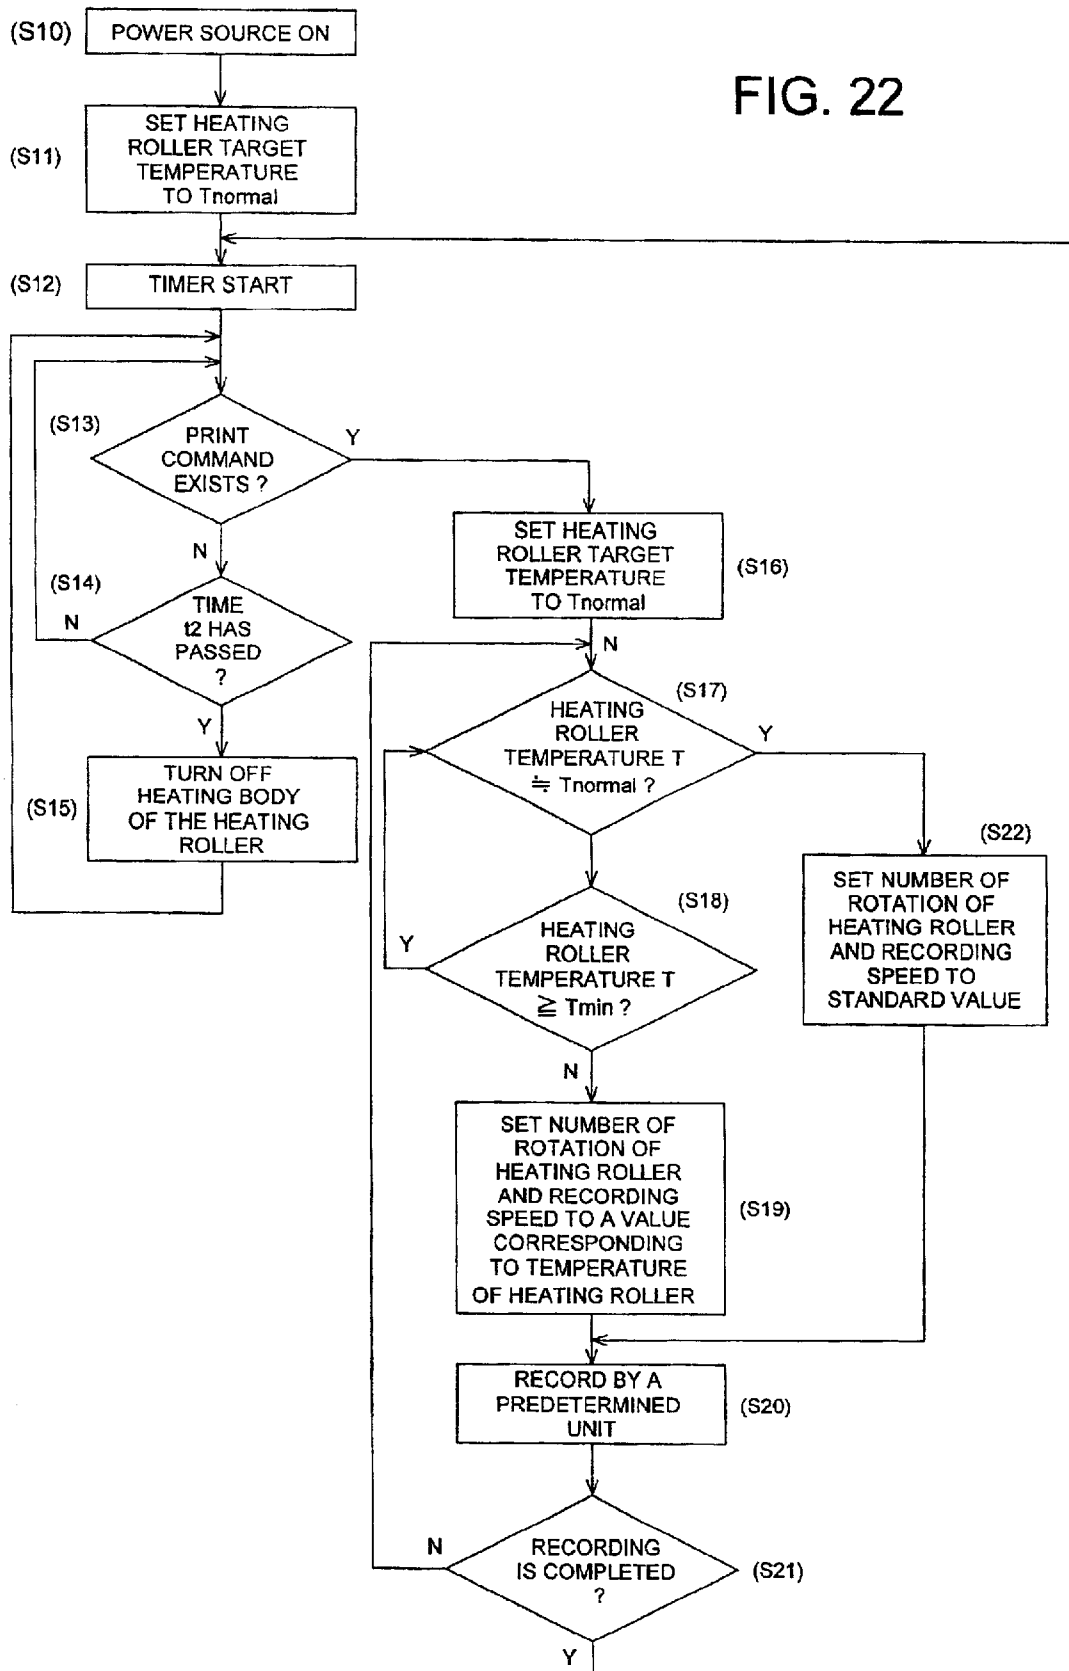 FIG. 22
(S10)
POWER SOURCE ON
(S11)
SET HEATING
ROLLER TARGET
TEMPERATURE
TO Tnormal
(S12)
TIMER START
(S13)
PRINT
COMMAND
EXISTS ?
Y
N
(S14)
TIME
t2 HAS
PASSED
?
N
Y
(S15)
TURN OFF
HEATING BODY
OF THE HEATING
ROLLER
SET HEATING
ROLLER TARGET
TEMPERATURE
TO Tnormal
(S16)
N
(S17)
HEATING
ROLLER
TEMPERATURE T
≒ Tnormal ?
Y
(S18)
HEATING
ROLLER
TEMPERATURE T
≧ Tmin ?
Y
N
(S22)
SET NUMBER OF
ROTATION OF
HEATING ROLLER
AND RECORDING
SPEED TO
STANDARD VALUE
SET NUMBER OF
ROTATION OF
HEATING ROLLER
AND RECORDING
SPEED TO A VALUE
CORRESPONDING
TO TEMPERATURE
OF HEATING ROLLER
(S19)
RECORD BY A
PREDETERMINED
UNIT
(S20)
N
RECORDING
IS COMPLETED
?
(S21)
Y